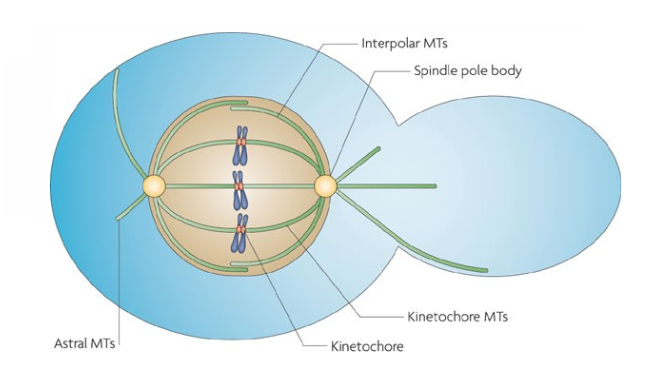 Interpolar MTs
Spindle pole body
Kinetochore MTs
Astral MTs
Kinetochore